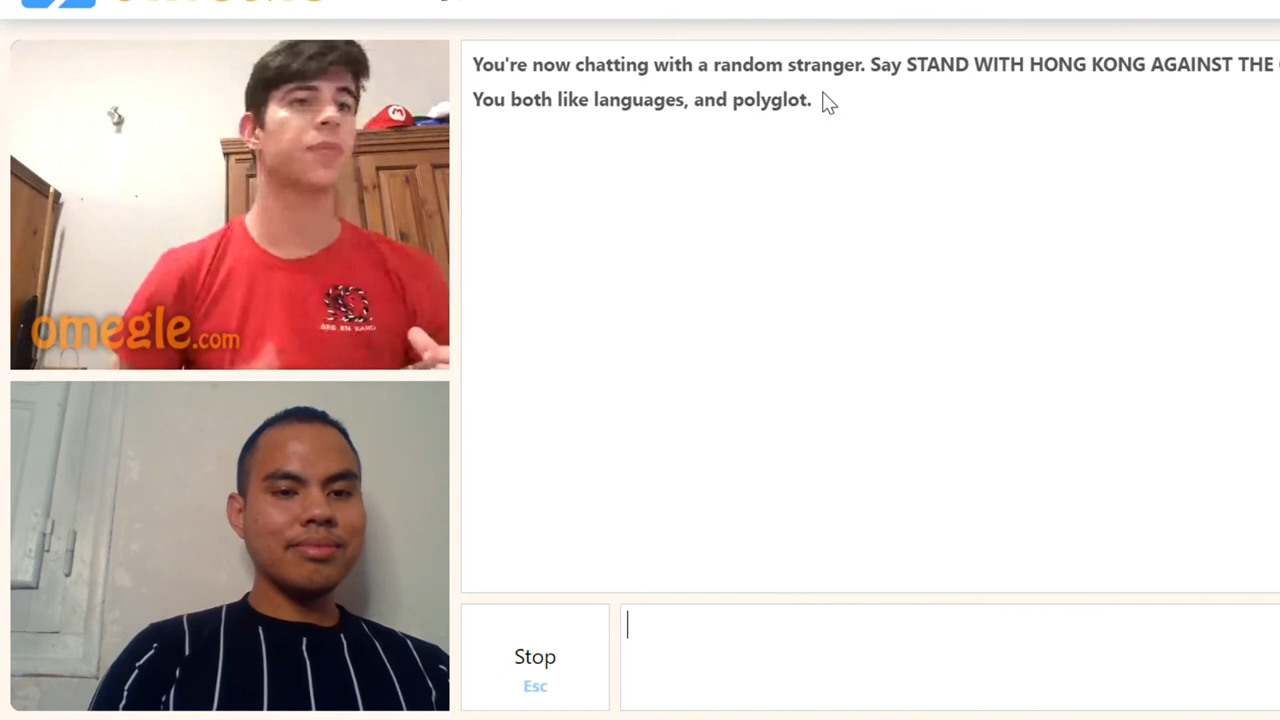 You're now chatting with a random stranger. Say STAND WITH HONG KONG AGAINST THE
You both like languages, and polyglot.
omegle.com
Stop
Esc